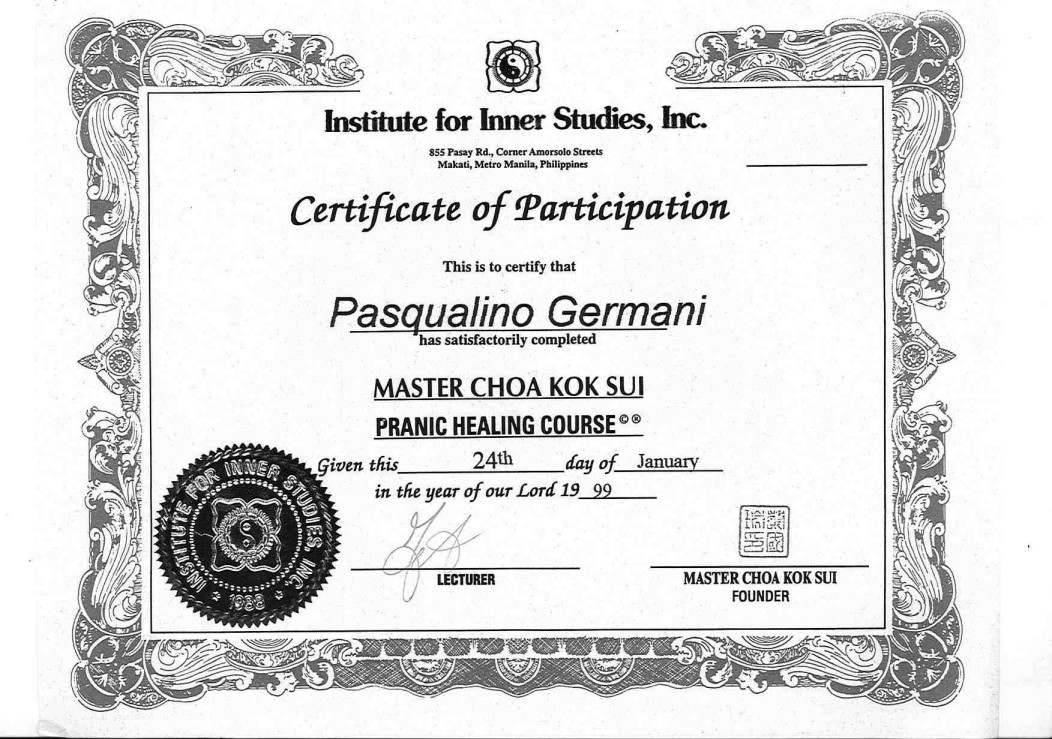 Institute for Inner Studies, Inc.
855 Pasay Rd., Corner Amorsolo Streets
Makati, Metro Manila, Philippines
Certificate of Participation
This is to certify that
Pasqualino Germani
has satisfactorily completed
MASTER CHOA KOK SUI
PRANIC HEALING COURSE©®
Given this 24th day of January
in the year of our Lord 19 99
INSTITUTE FOR INNER STUDIES, INC.
1988
LECTURER
MASTER CHOA KOK SUI
FOUNDER